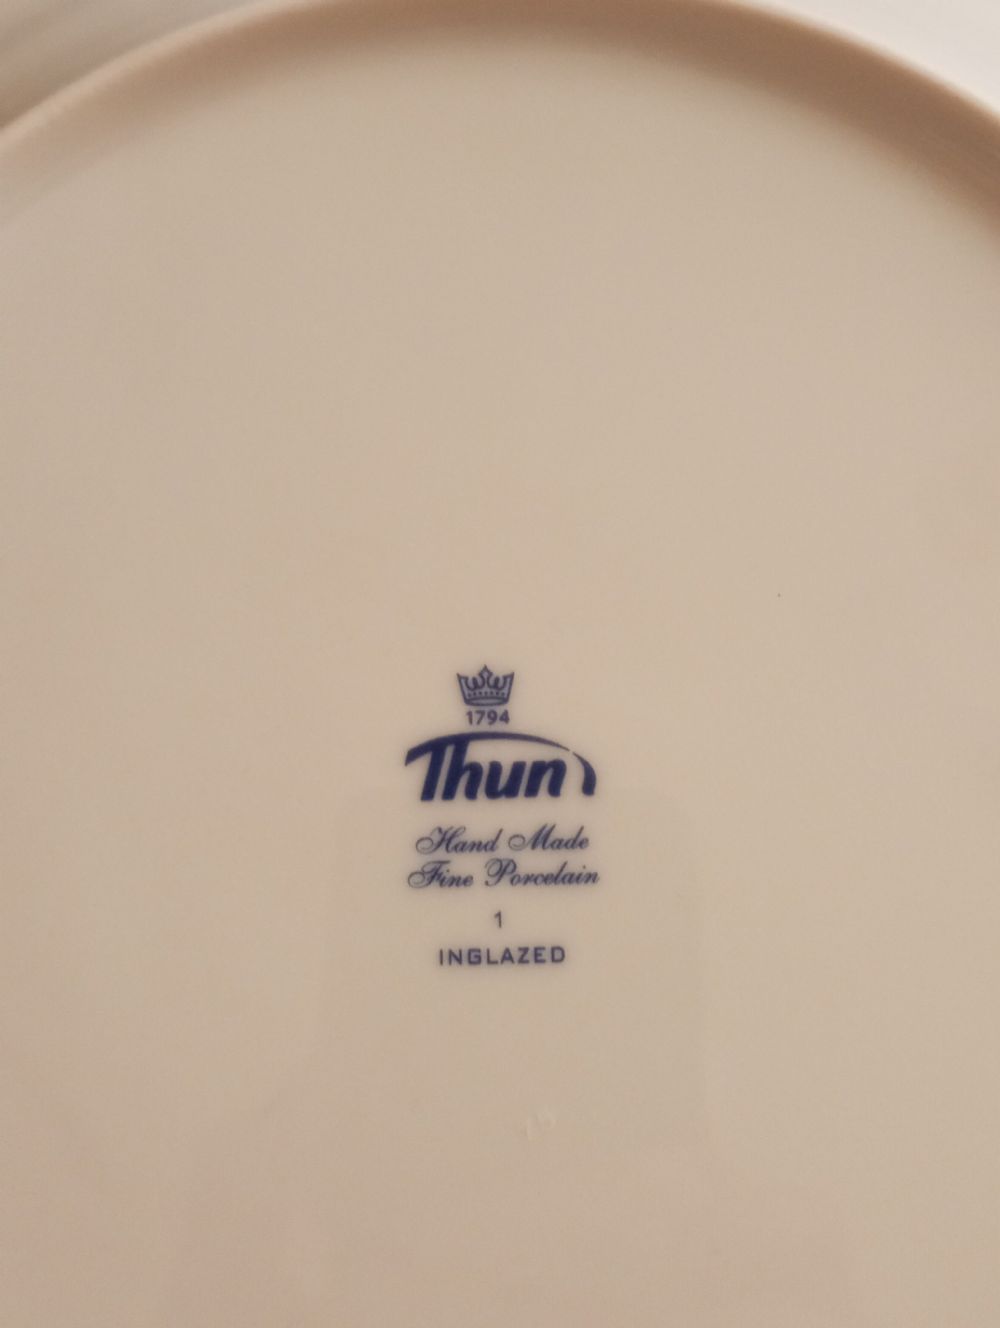 1794
Thun
Hand Made
Fine Porcelain
1
INGLAZED